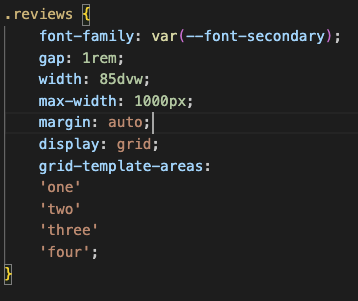 .reviews {
font-family: var(--font-secondary);
gap: 1rem;
width: 85dvw;
max-width: 1000px;
margin: auto;
display: grid;
grid-template-areas:
'one'
'two'
'three'
'four';
}